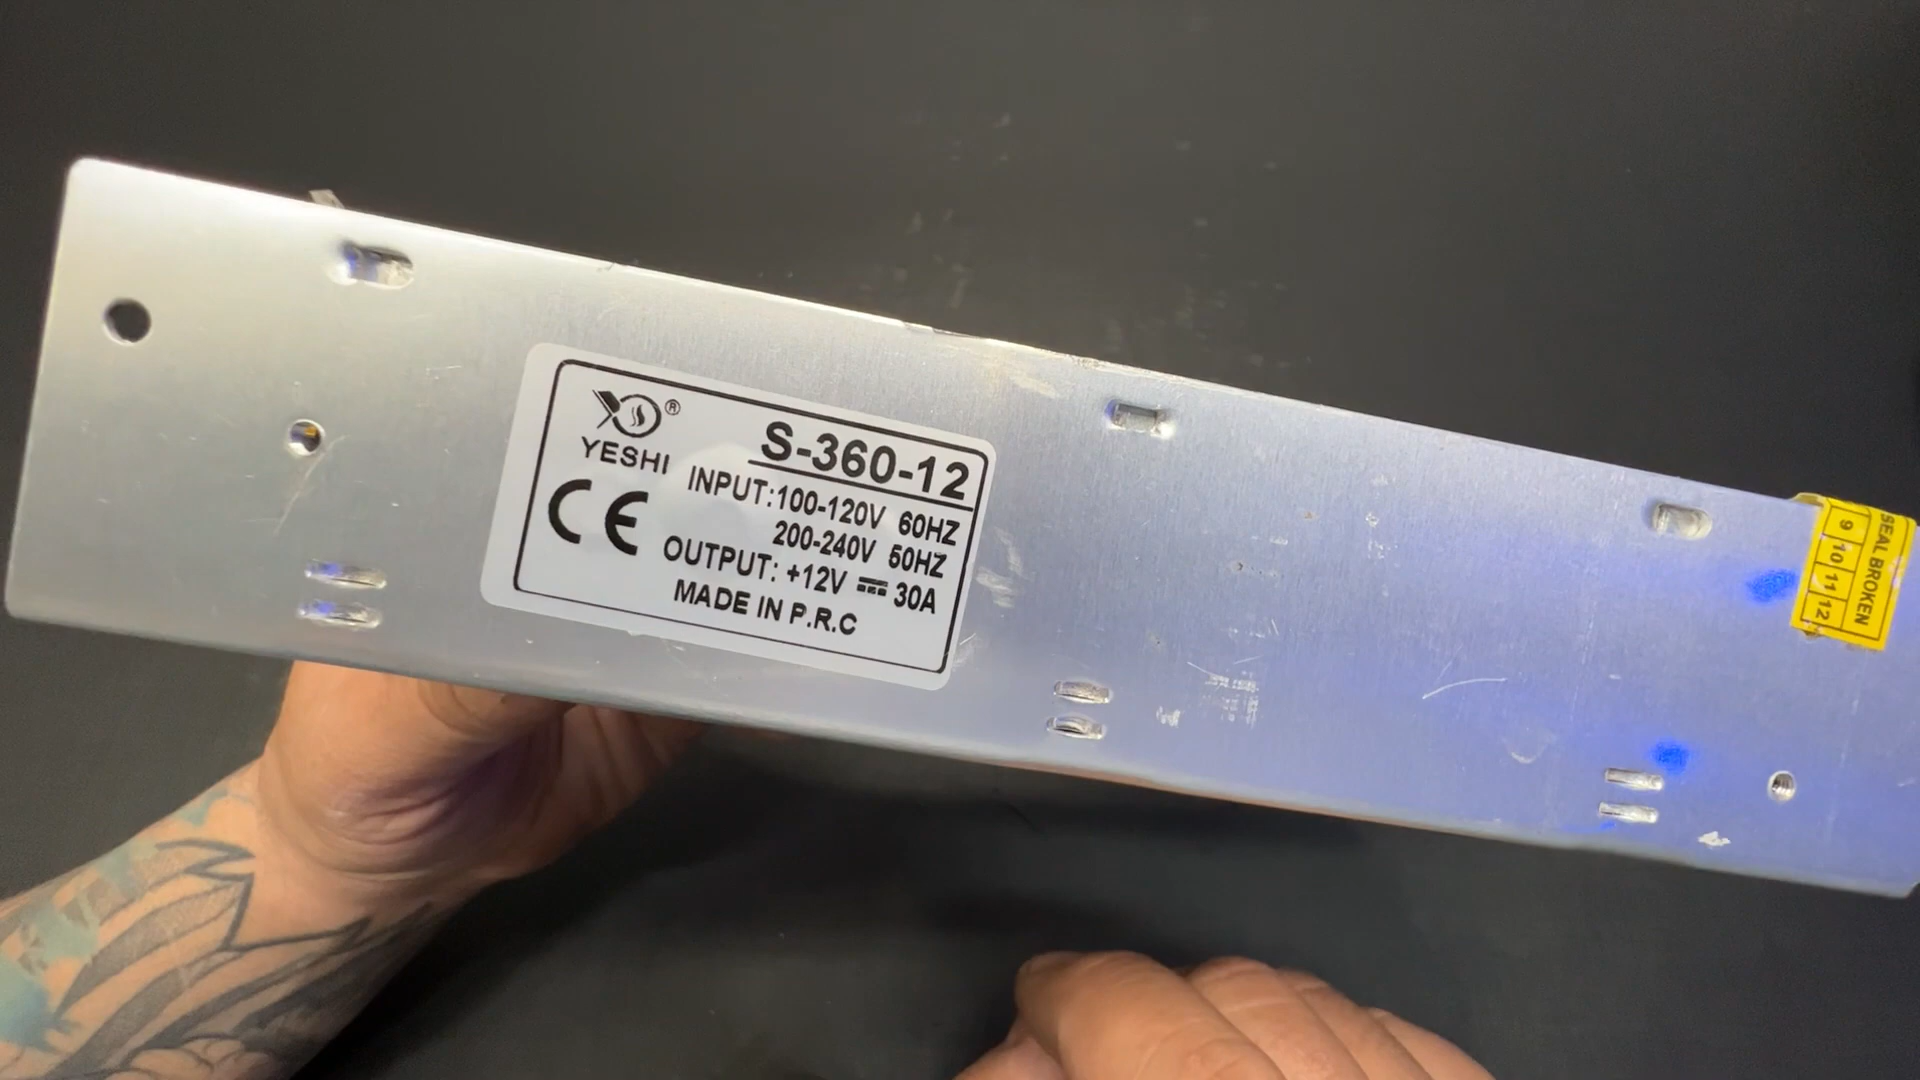 YESHI ®
S-360-12
INPUT:100-120V 60HZ
200-240V 50HZ
OUTPUT: +12V 30A
MADE IN P.R.C
CE
SEAL BROKEN
9 10 11 12